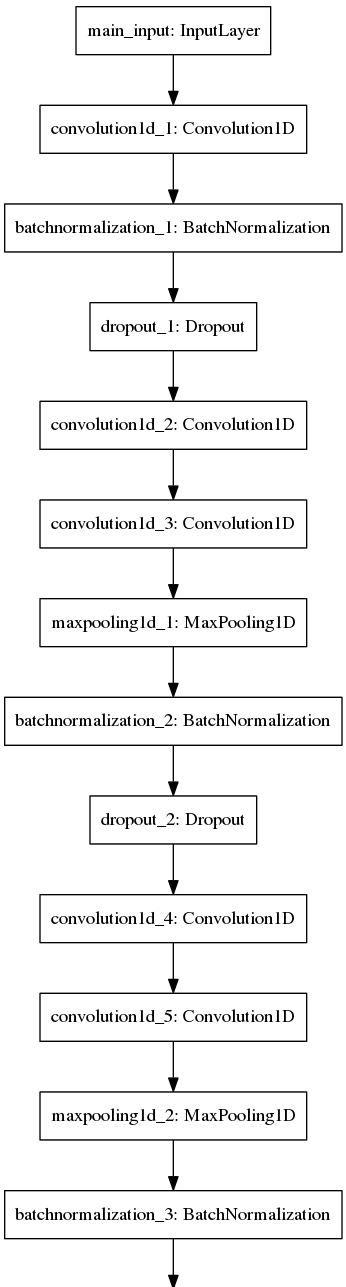 main_input: InputLayer
convolution1d_1: Convolution1D
batchnormalization_1: BatchNormalization
dropout_1: Dropout
convolution1d_2: Convolution1D
convolution1d_3: Convolution1D
maxpooling1d_1: MaxPooling1D
batchnormalization_2: BatchNormalization
dropout_2: Dropout
convolution1d_4: Convolution1D
convolution1d_5: Convolution1D
maxpooling1d_2: MaxPooling1D
batchnormalization_3: BatchNormalization